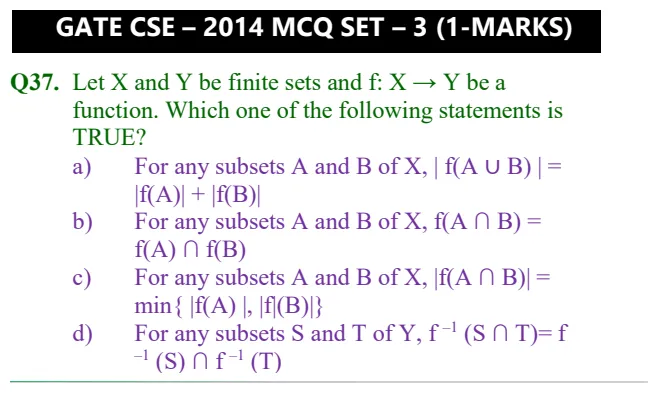 GATE CSE – 2014 MCQ SET – 3 (1-MARKS)
Q37. Let X and Y be finite sets and f: X → Y be a
function. Which one of the following statements is
TRUE?
a) For any subsets A and B of X, | f(A ∪ B) | =
|f(A)| + |f(B)|
b) For any subsets A and B of X, f(A ∩ B) =
f(A) ∩ f(B)
c) For any subsets A and B of X, |f(A ∩ B)| =
min{ |f(A) |, |f|(B)|}
d) For any subsets S and T of Y, f ⁻¹ (S ∩ T)= f
⁻¹ (S) ∩ f ⁻¹ (T)